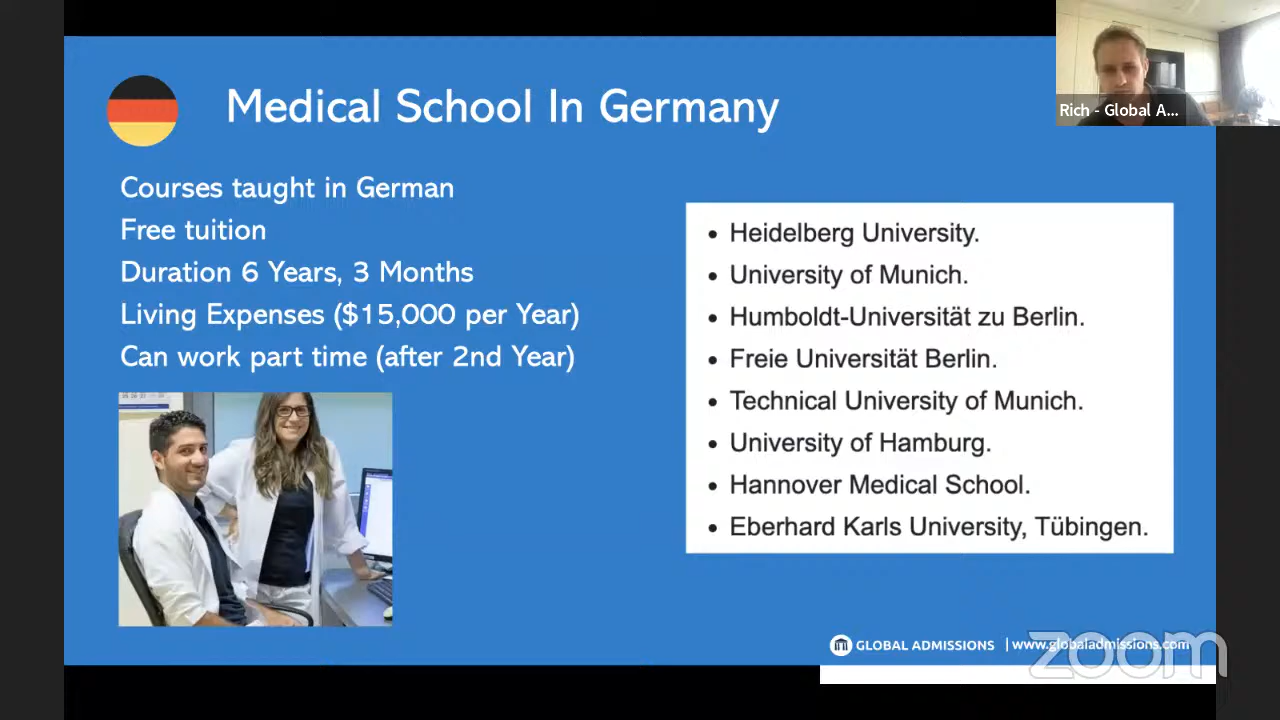 Medical School In Germany
Rich - Global A...
Courses taught in German
Free tuition
Duration 6 Years, 3 Months
Living Expenses ($15,000 per Year)
Can work part time (after 2nd Year)
• Heidelberg University.
• University of Munich.
• Humboldt-Universität zu Berlin.
• Freie Universität Berlin.
• Technical University of Munich.
• University of Hamburg.
• Hannover Medical School.
• Eberhard Karls University, Tübingen.
GLOBAL ADMISSIONS | www.globaladmissions.com
zoom